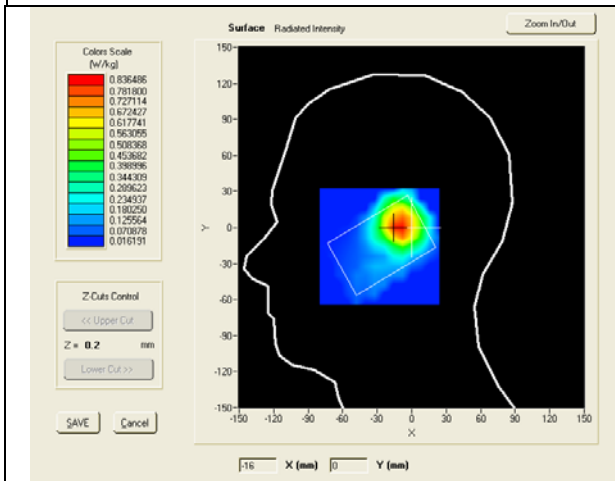 Surface Radiated Intensity
Zoom In/Out
Colors Scale
(W/kg)
0.836486
0.781800
0.727114
0.672427
0.617741
0.563055
0.508368
0.453682
0.398996
0.344309
0.289623
0.234937
0.180250
0.125564
0.070878
0.016191
Z-Cuts Control
<< Upper Cut
Z = 0.2 mm
Lower Cut >>
SAVE Cancel
150-
120-
90-
60-
30-
0-
-30-
-60-
-90-
-120-
-150-
Y
-150 -120 -90 -60 -30 0 30 60 90 120 150
X
-16 X (mm) 0 Y (mm)